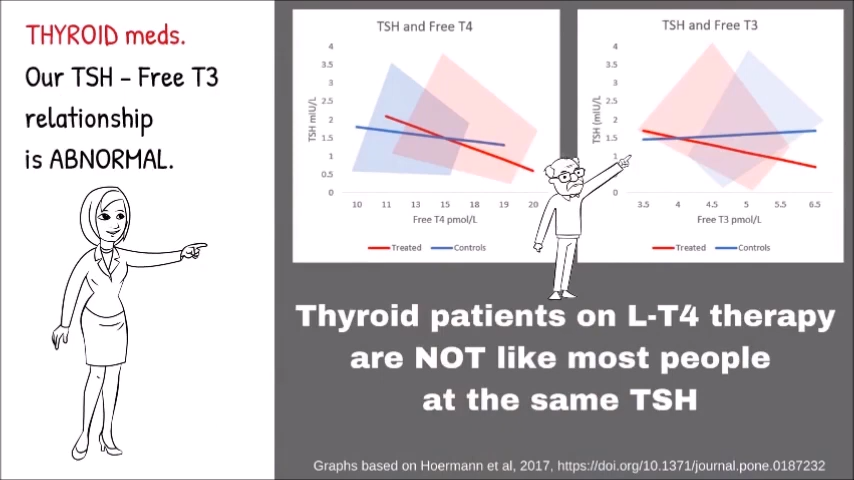 THYROID meds.
Our TSH – Free T3
relationship
is ABNORMAL.
TSH and Free T4
TSH mIU/L
4
3.5
3
2.5
2
1.5
1
0.5
0
10 11 13 15 18 19 20
Free T4 pmol/L
Treated Controls
TSH and Free T3
TSH (mIU/L
4
3.5
3
2.5
2
1.5
1
0
3.5 4 4.5 5 5.5 6.5
Free T3 pmol/L
Treated Controls
Thyroid patients on L-T4 therapy
are NOT like most people
at the same TSH
Graphs based on Hoermann et al, 2017, https://doi.org/10.1371/journal.pone.0187232